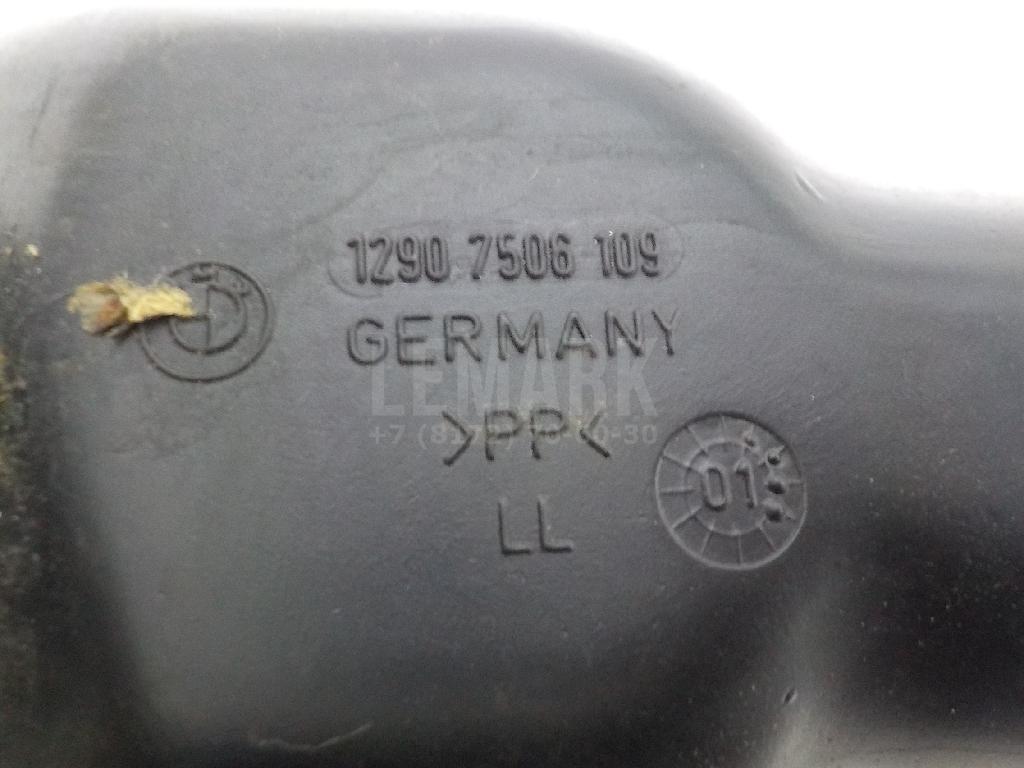 1290 7506 109
GERMANY
LEMARK
>PP<
LL
01